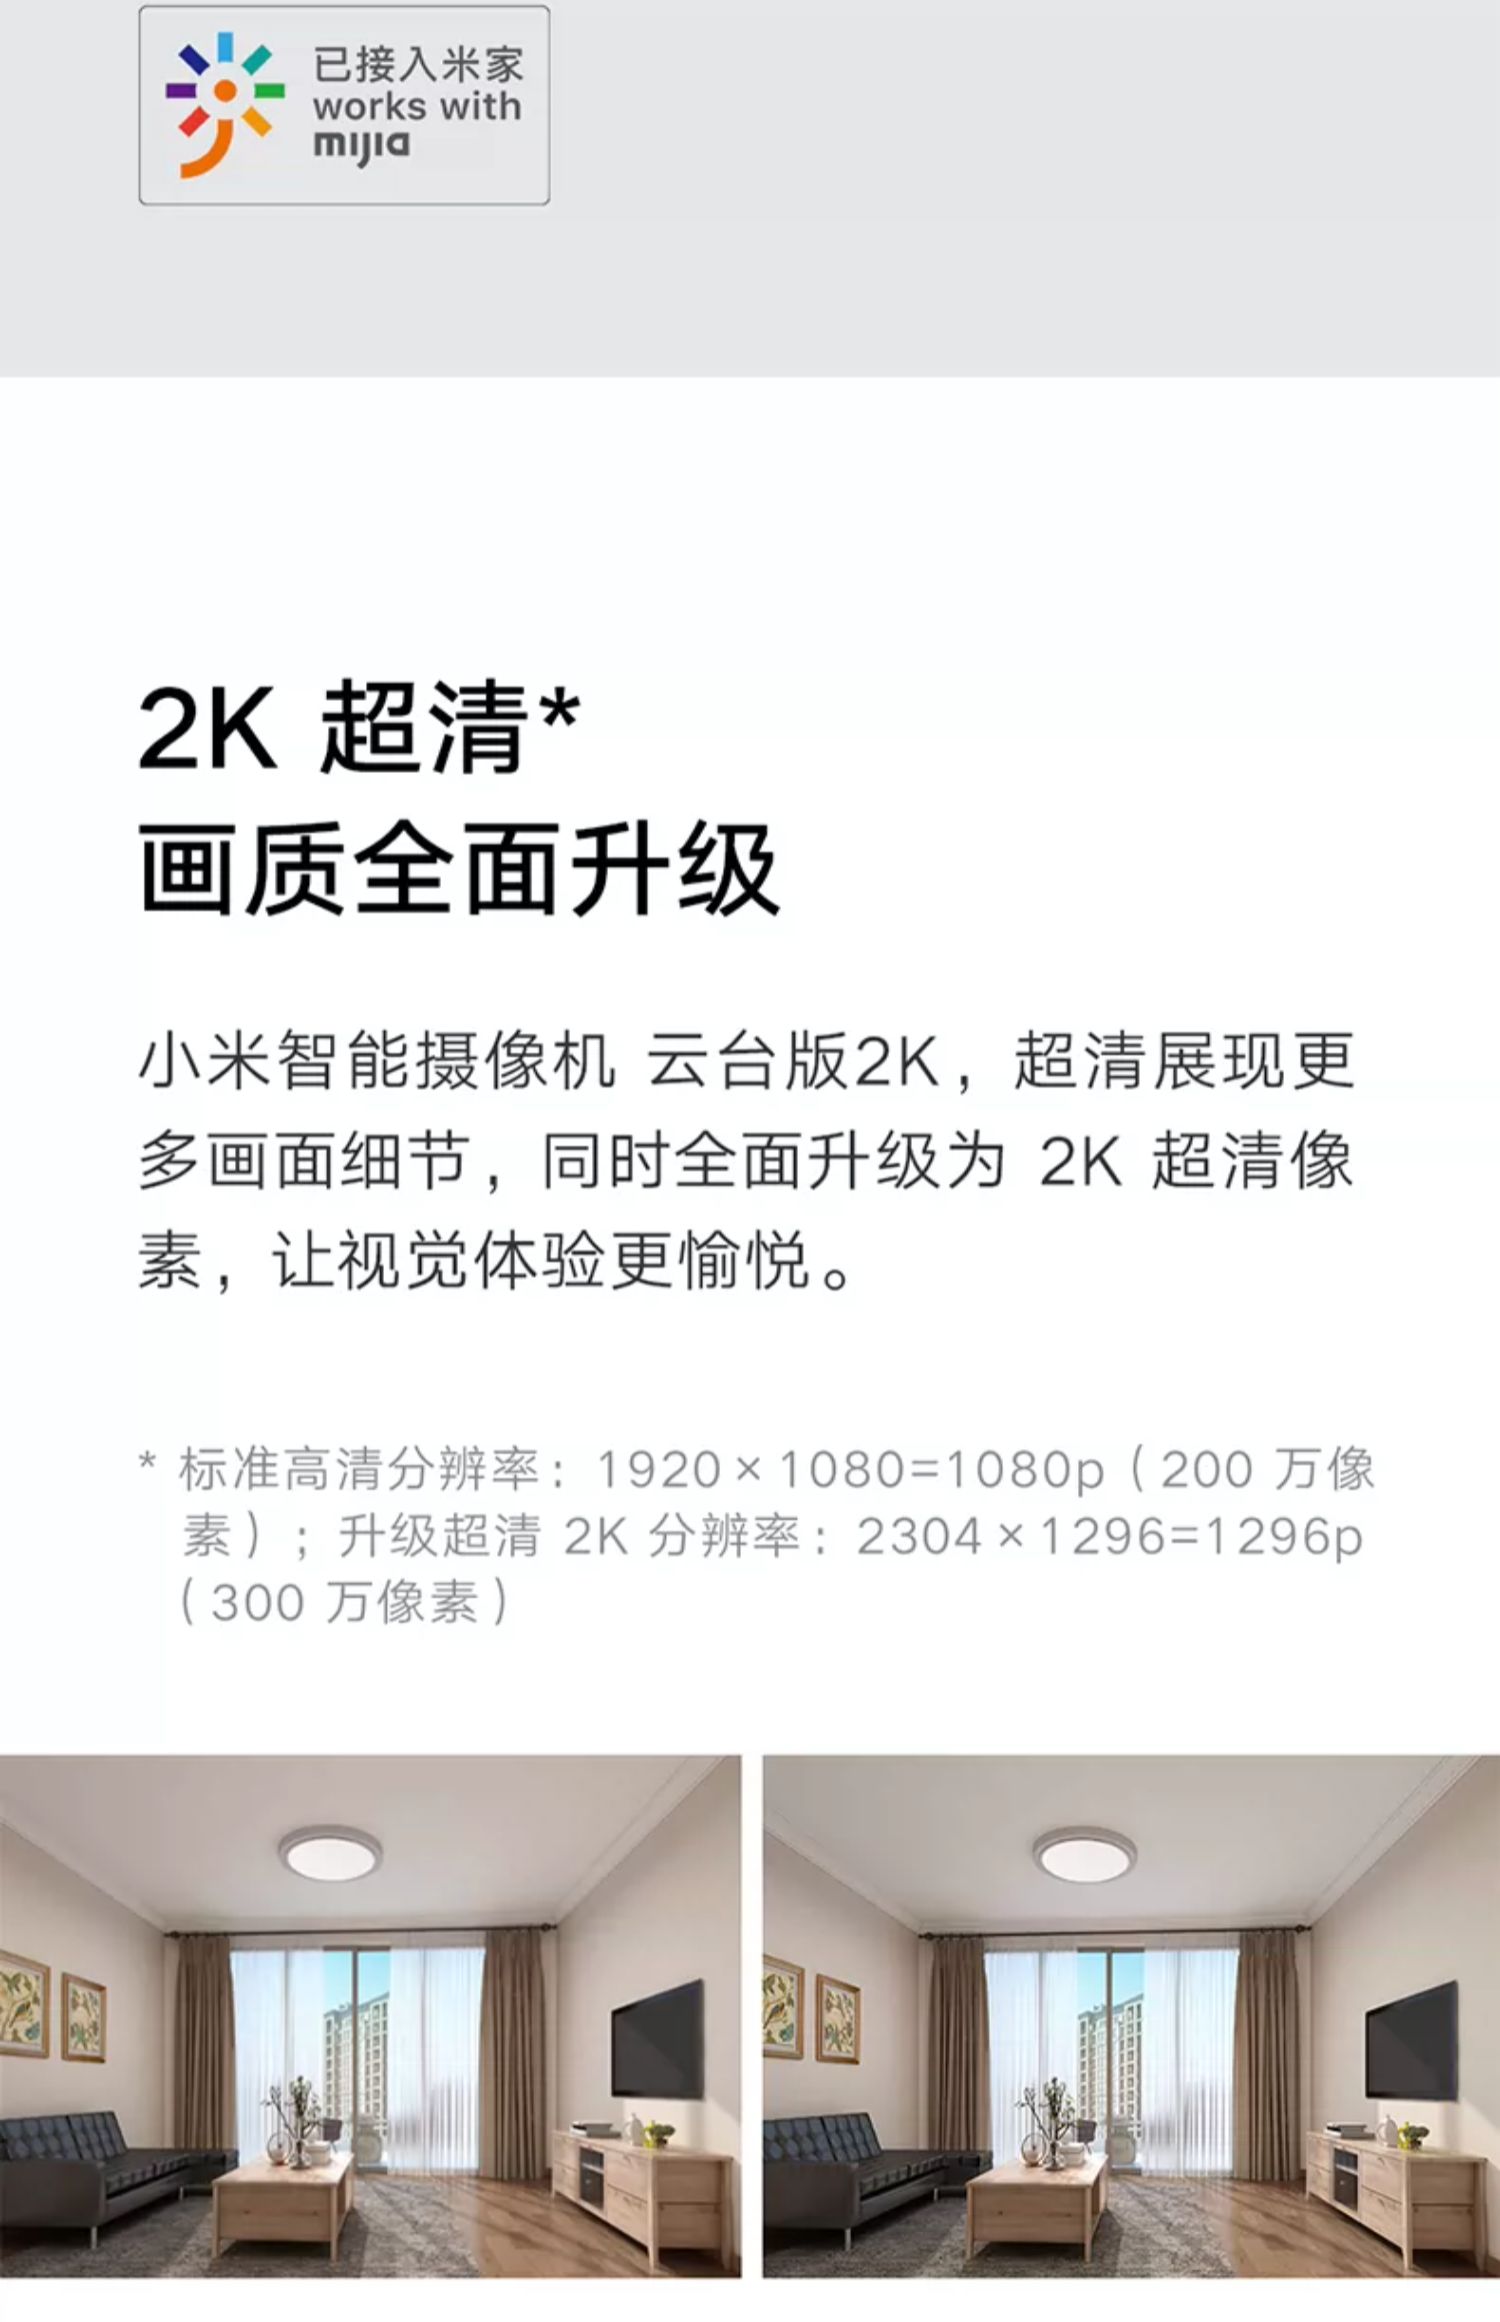 已接入米家
works with
mijia
2K 超清*
画质全面升级
小米智能摄像机 云台版2K，超清展现更
多画面细节，同时全面升级为 2K 超清像
素，让视觉体验更愉悦。
* 标准高清分辨率：1920×1080=1080p（200 万像
素）；升级超清 2K 分辨率：2304×1296=1296p
（300 万像素）